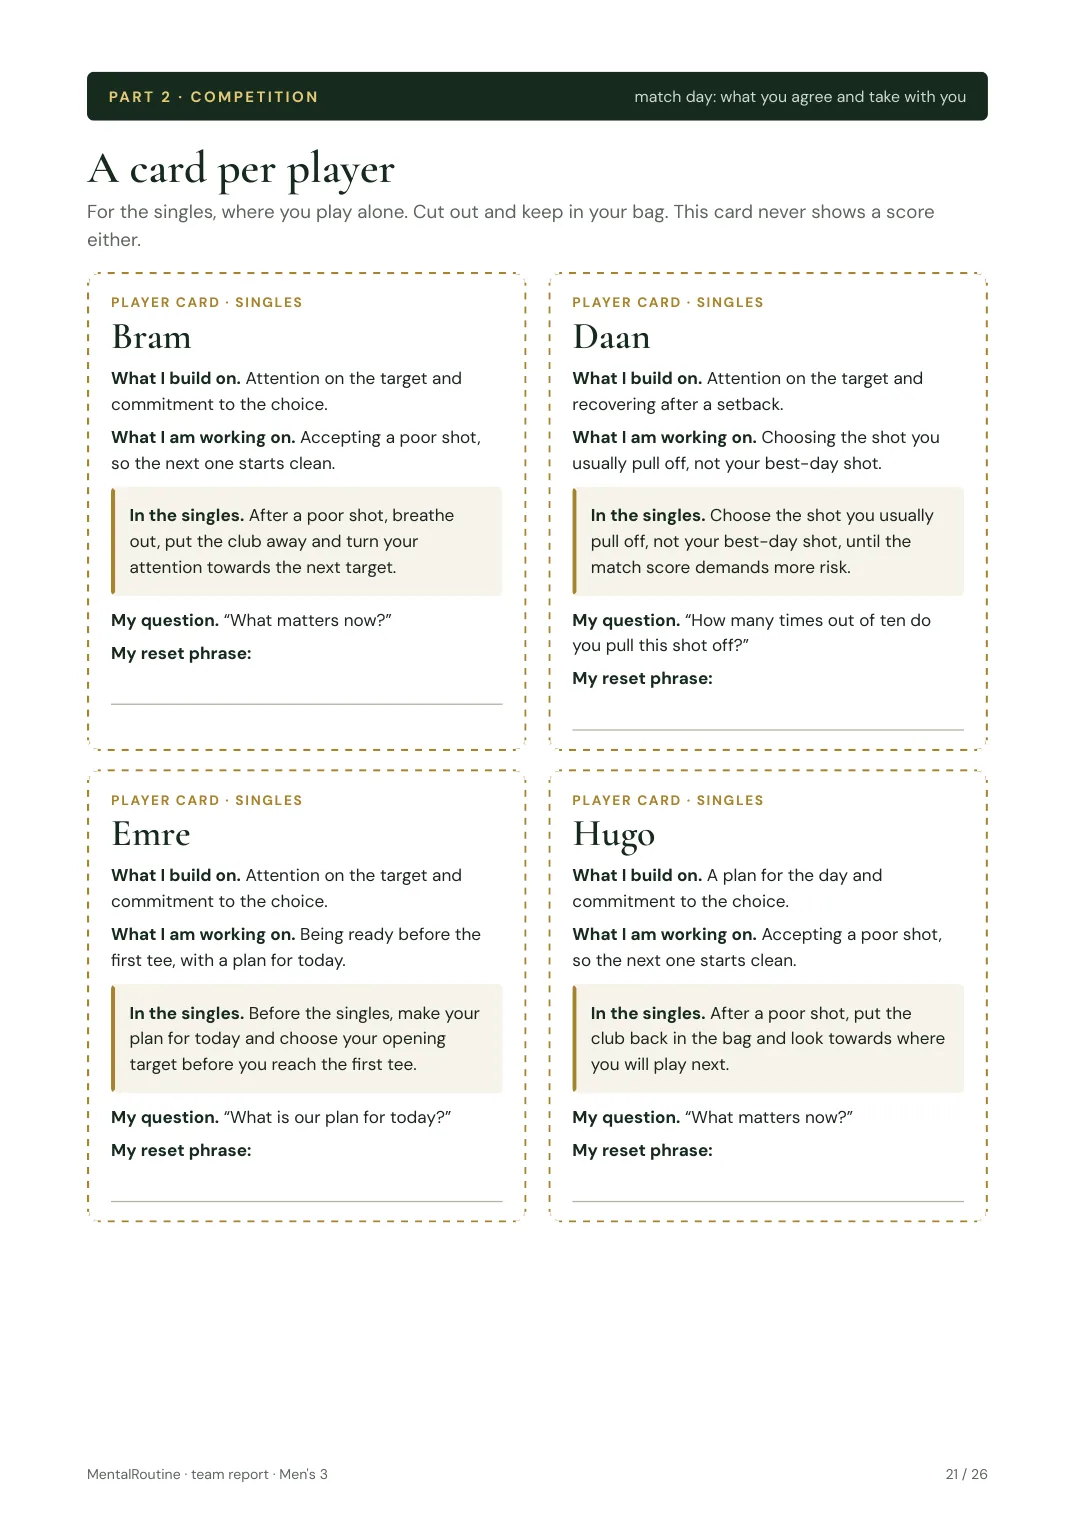 PART 2 · COMPETITION
match day: what you agree and take with you
A card per player
For the singles, where you play alone. Cut out and keep in your bag. This card never shows a score
either.
PLAYER CARD · SINGLES
Bram
What I build on. Attention on the target and
commitment to the choice.
What I am working on. Accepting a poor shot,
so the next one starts clean.
In the singles. After a poor shot, breathe
out, put the club away and turn your
attention towards the next target.
My question. “What matters now?”
My reset phrase:
PLAYER CARD · SINGLES
Daan
What I build on. Attention on the target and
recovering after a setback.
What I am working on. Choosing the shot you
usually pull off, not your best-day shot.
In the singles. Choose the shot you usually
pull off, not your best-day shot, until the
match score demands more risk.
My question. “How many times out of ten do
you pull this shot off?”
My reset phrase:
PLAYER CARD · SINGLES
Emre
What I build on. Attention on the target and
commitment to the choice.
What I am working on. Being ready before the
first tee, with a plan for today.
In the singles. Before the singles, make your
plan for today and choose your opening
target before you reach the first tee.
My question. “What is our plan for today?”
My reset phrase:
PLAYER CARD · SINGLES
Hugo
What I build on. A plan for the day and
commitment to the choice.
What I am working on. Accepting a poor shot,
so the next one starts clean.
In the singles. After a poor shot, put the
club back in the bag and look towards where
you will play next.
My question. “What matters now?”
My reset phrase:
MentalRoutine · team report · Men's 3
21 / 26